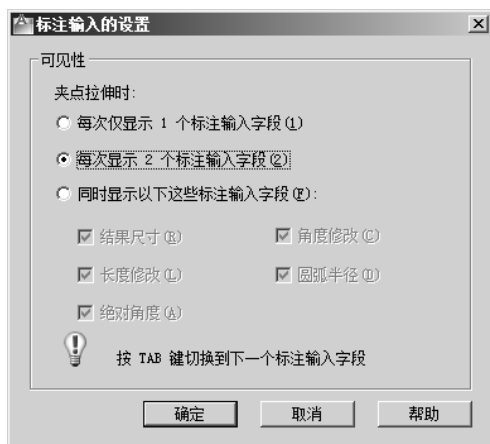 标注输入的设置
可见性
夹点拉伸时:
每次仅显示 1 个标注输入字段(1)
每次显示 2 个标注输入字段(2)
同时显示以下这些标注输入字段(F):
结果尺寸(R) 角度修改(C)
长度修改(L) 圆弧半径(D)
绝对角度(A)
按 TAB 键切换到下一个标注输入字段
确定 取消 帮助